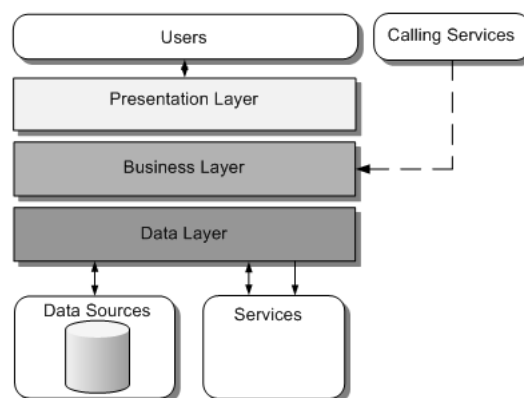 Users
Calling Services
Presentation Layer
Business Layer
Data Layer
Data Sources
Services